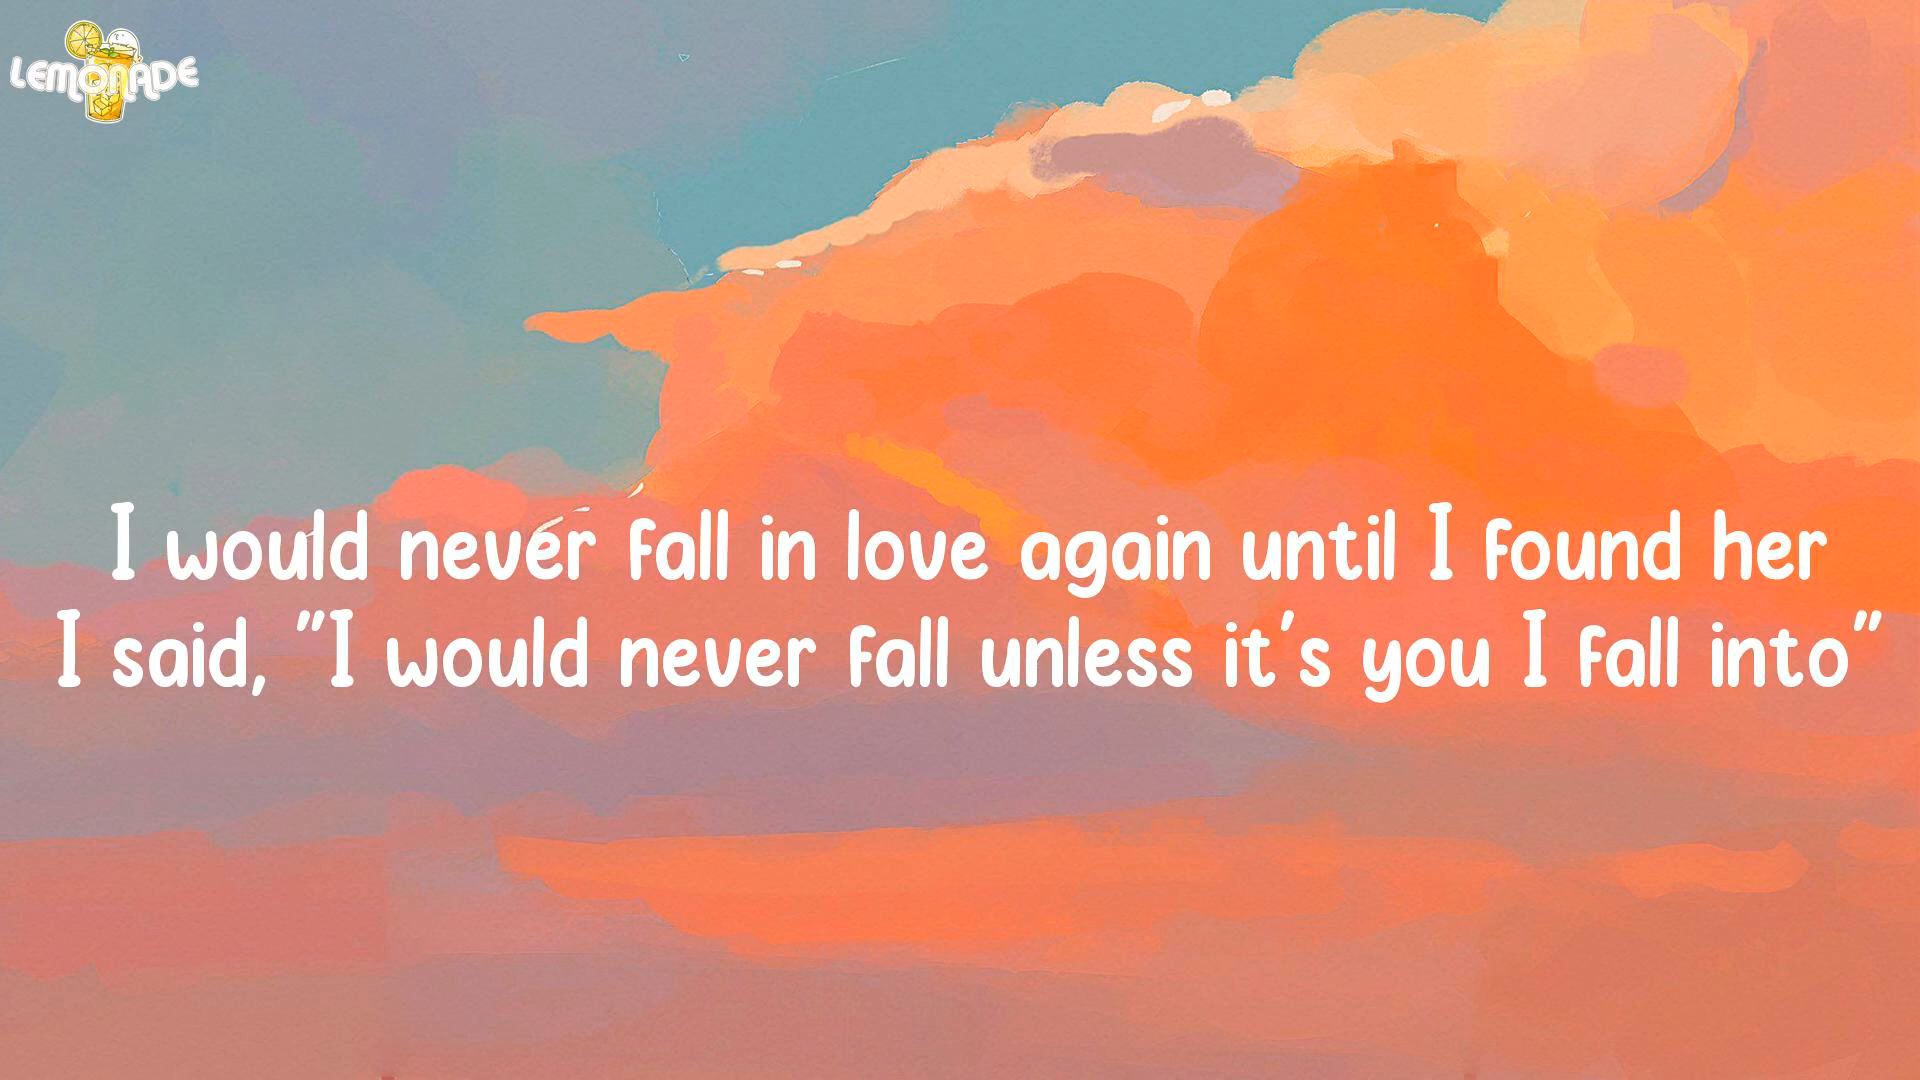 LEMONADE
I would never fall in love again until I found her
I said, "I would never fall unless it's you I fall into"